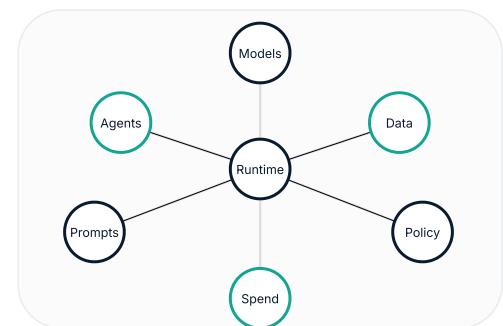 Models
Agents
Data
Runtime
Prompts
Policy
Spend